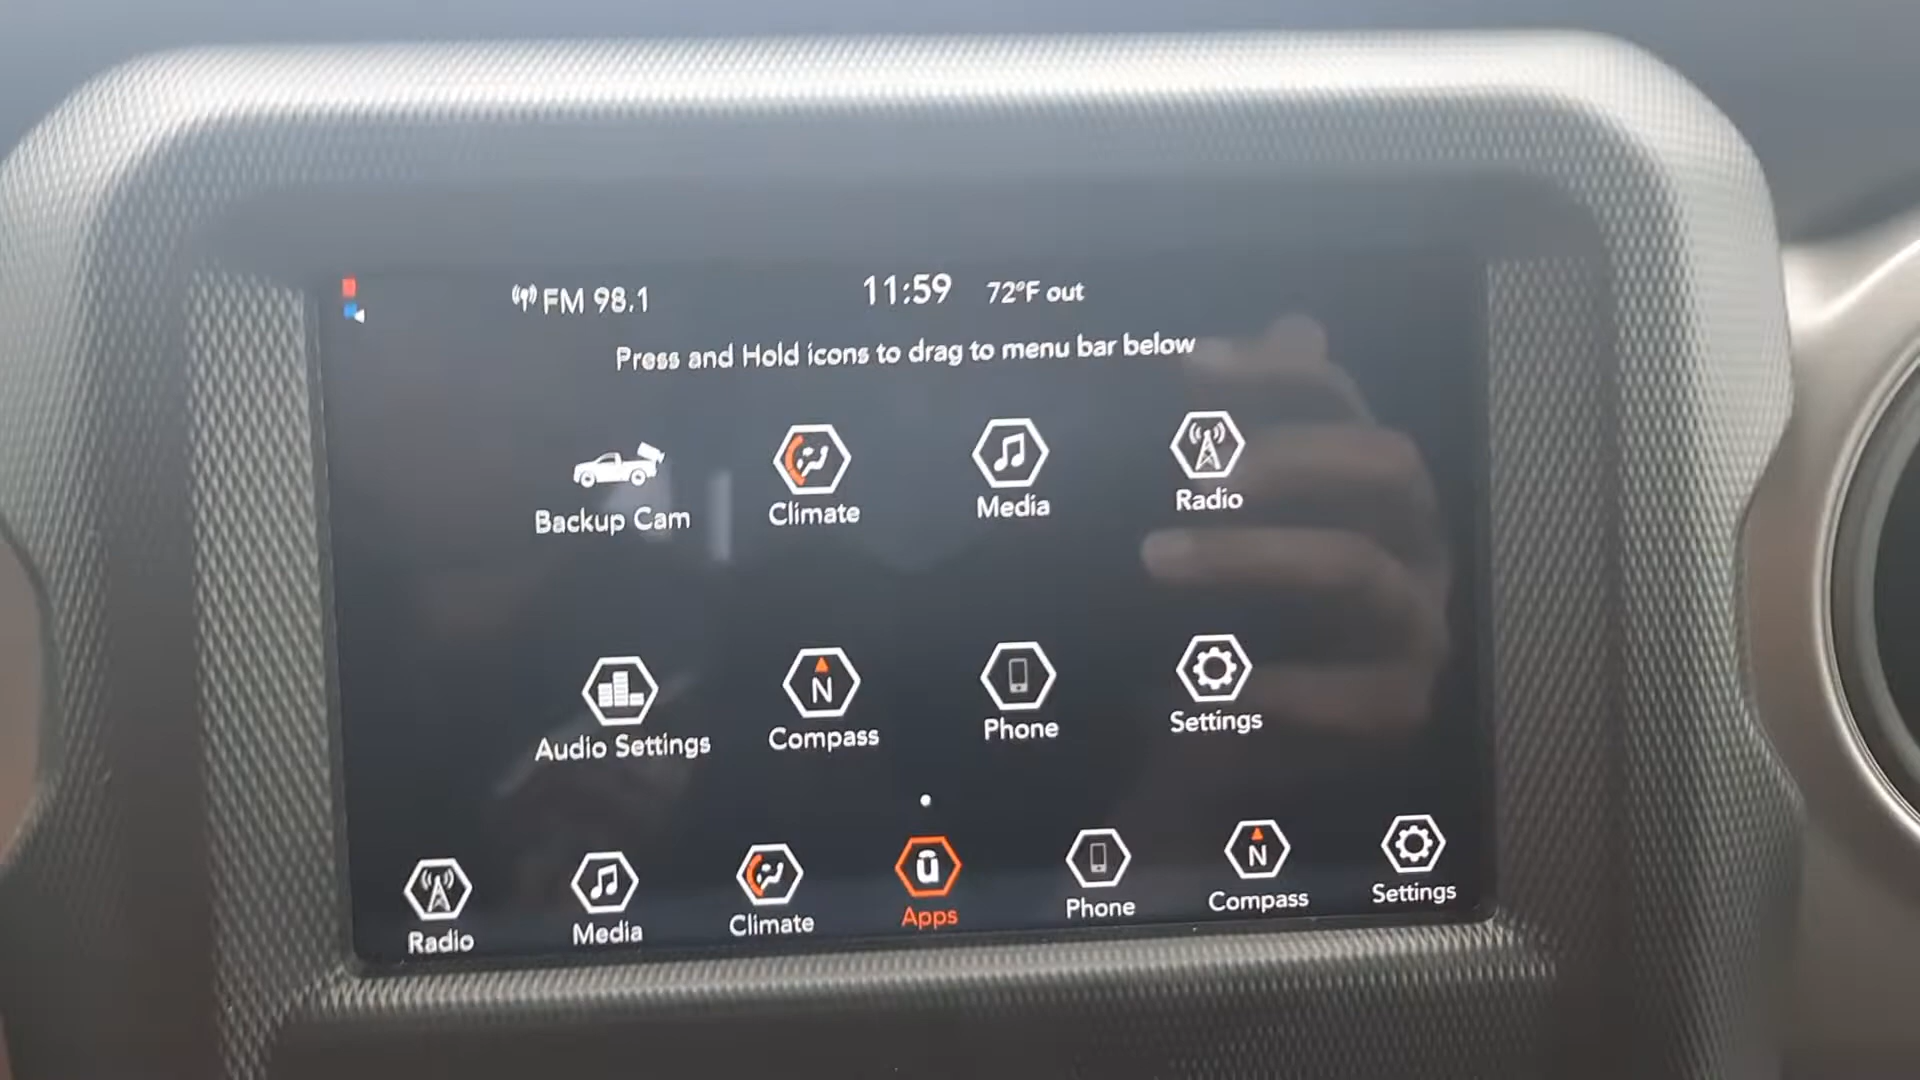 FM 98.1
11:59
72°F out
Press and Hold icons to drag to menu bar below
Backup Cam
Climate
Media
Radio
Audio Settings
N
Compass
Phone
Settings
Radio
Media
Climate
ū
Apps
Phone
N
Compass
Settings